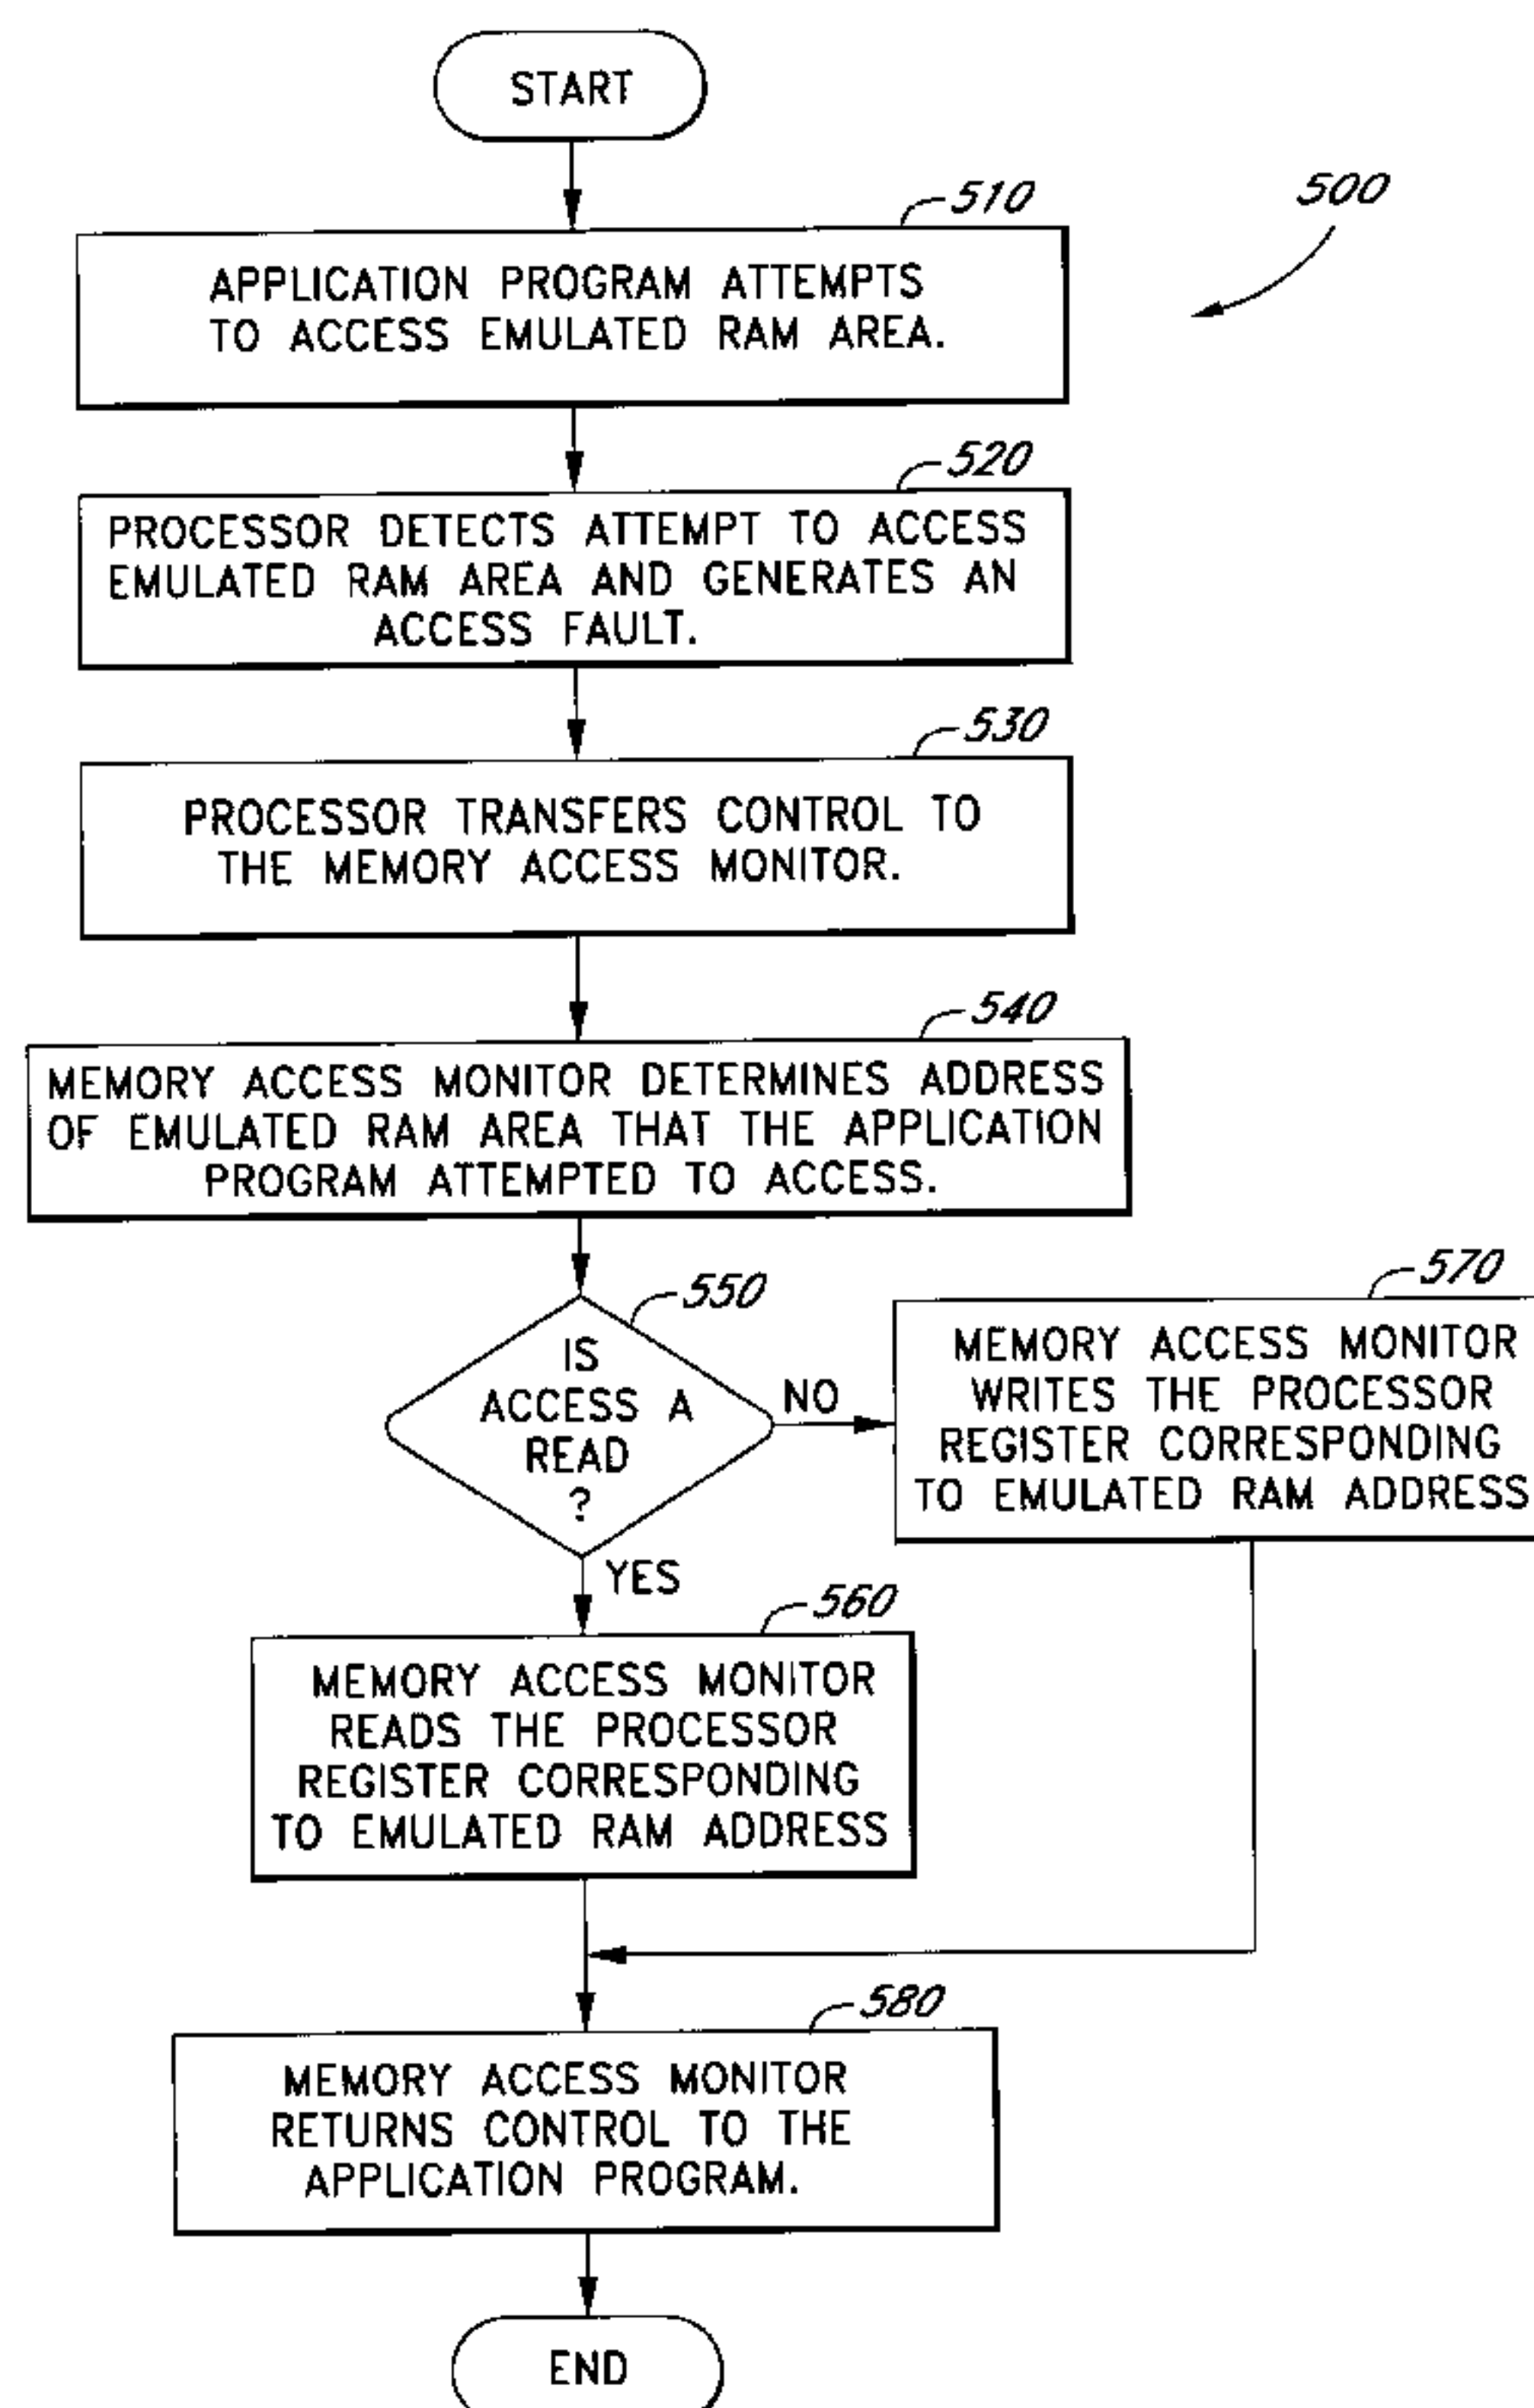 START
500
510
APPLICATION PROGRAM ATTEMPTS
TO ACCESS EMULATED RAM AREA.
520
PROCESSOR DETECTS ATTEMPT TO ACCESS
EMULATED RAM AREA AND GENERATES AN
ACCESS FAULT.
530
PROCESSOR TRANSFERS CONTROL TO
THE MEMORY ACCESS MONITOR.
540
MEMORY ACCESS MONITOR DETERMINES ADDRESS
OF EMULATED RAM AREA THAT THE APPLICATION
PROGRAM ATTEMPTED TO ACCESS.
550
IS
ACCESS A
READ
?
NO
570
MEMORY ACCESS MONITOR
WRITES THE PROCESSOR
REGISTER CORRESPONDING
TO EMULATED RAM ADDRESS
YES
560
MEMORY ACCESS MONITOR
READS THE PROCESSOR
REGISTER CORRESPONDING
TO EMULATED RAM ADDRESS
580
MEMORY ACCESS MONITOR
RETURNS CONTROL TO THE
APPLICATION PROGRAM.
END